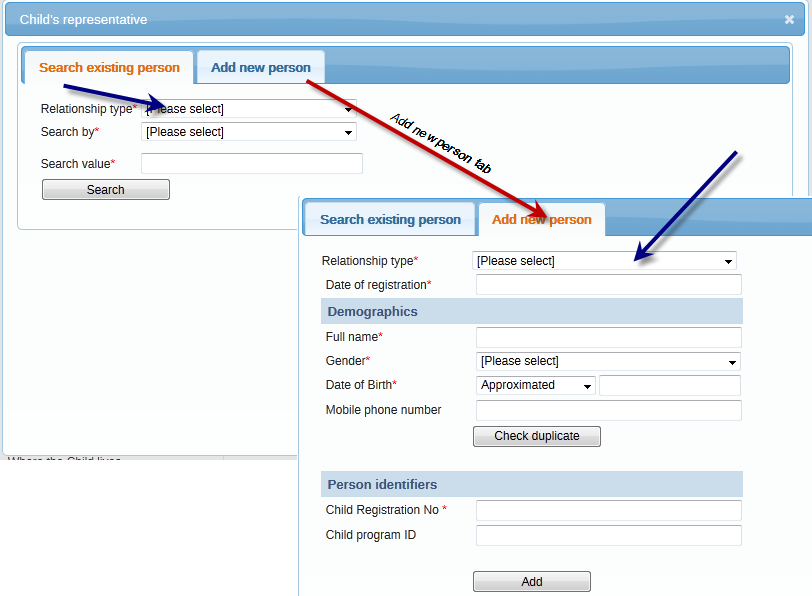 Child's representative
Search existing person Add new person
Relationship type* [Please select]
Search by* [Please select]
Search value*
Search
Add new person tab
Search existing person Add new person
Relationship type* [Please select]
Date of registration*
Demographics
Full name*
Gender* [Please select]
Date of Birth* Approximated
Mobile phone number
Check duplicate
Where the Child lives
Person identifiers
Child Registration No *
Child program ID
Add